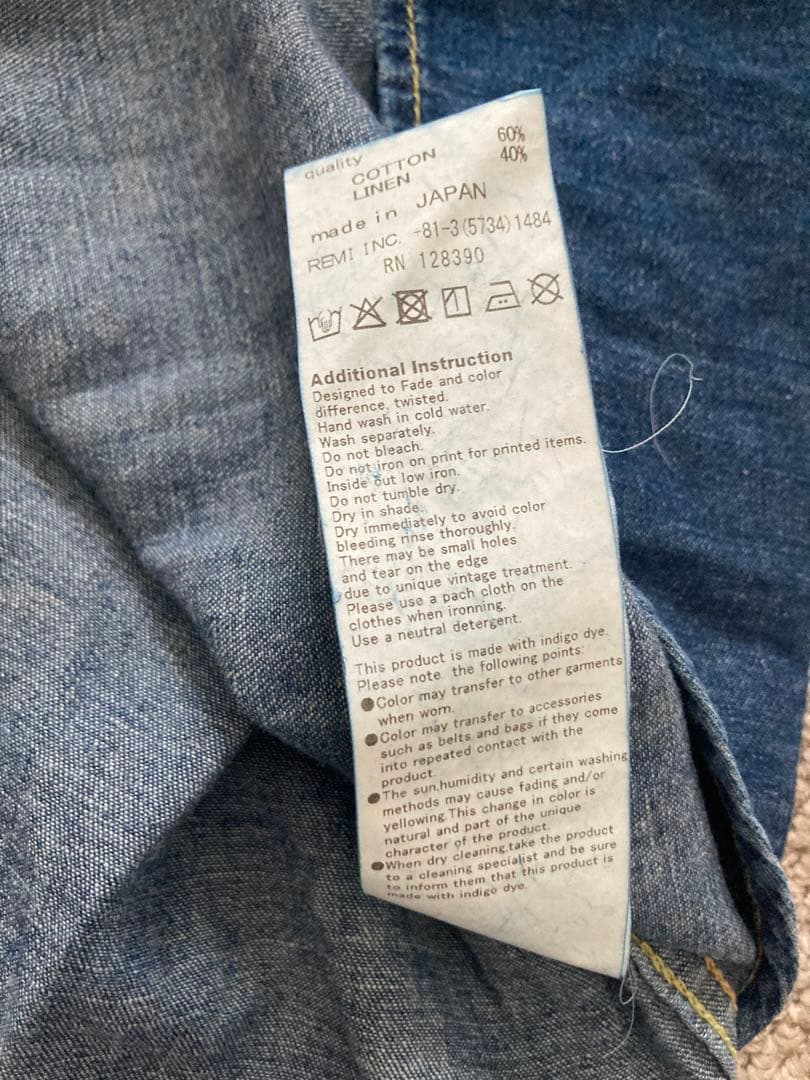 quality
COTTON 60%
LINEN 40%
made in JAPAN
REMI INC. +81-3(5734)1484
RN 128390
Additional Instruction
Designed to Fade and color
difference, twisted.
Hand wash in cold water.
Wash separately.
Do not bleach.
Do not iron on print for printed items.
Inside out low iron.
Do not tumble dry.
Dry in shade.
Dry immediately to avoid color
bleeding rinse thoroughly.
There may be small holes
and tear on the edge
due to unique vintage treatment.
Please use a pach cloth on the
clothes when ironning.
Use a neutral detergent.
This product is made with indigo dye.
Please note the following points:
●Color may transfer to other garments
when worn.
●Color may transfer to accessories
such as belts and bags if they come
into repeated contact with the
product.
●The sun,humidity and certain washing
methods may cause fading and/or
yellowing.This change in color is
natural and part of the unique
character of the product.
●When dry cleaning,take the product
to a cleaning specialist and be sure
to inform them that this product is
made with indigo dye.